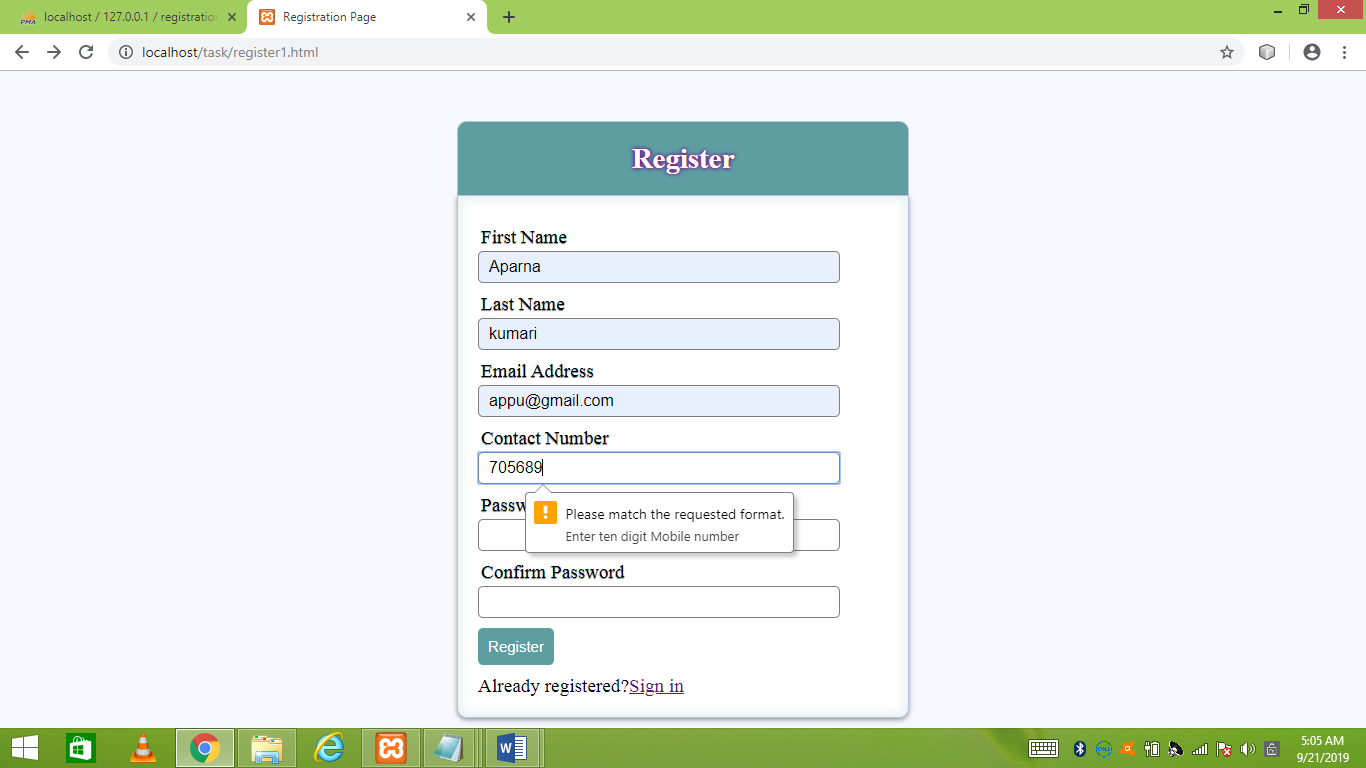 localhost / 127.0.0.1 / registration
Registration Page
localhost/task/register1.html
Register
First Name
Aparna
Last Name
kumari
Email Address
appu@gmail.com
Contact Number
705689
Passw
Please match the requested format.
Enter ten digit Mobile number
Confirm Password
Register
Already registered?Sign in
5:05 AM
9/21/2019